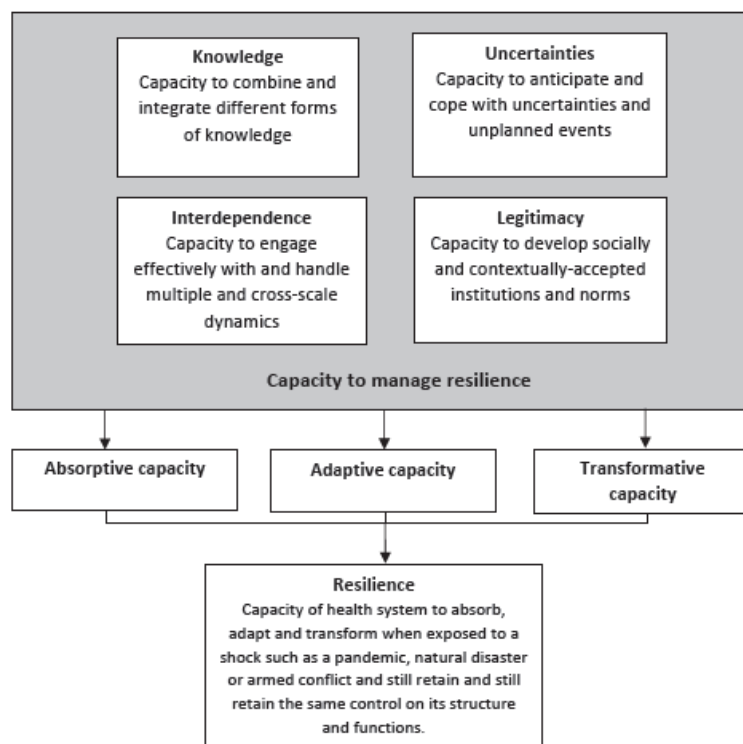 Knowledge
Capacity to combine and
integrate different forms
of knowledge
Uncertainties
Capacity to anticipate and
cope with uncertainties and
unplanned events
Interdependence
Capacity to engage
effectively with and handle
multiple and cross-scale
dynamics
Legitimacy
Capacity to develop socially
and contextually-accepted
institutions and norms
Capacity to manage resilience
Absorptive capacity
Adaptive capacity
Transformative
capacity
Resilience
Capacity of health system to absorb,
adapt and transform when exposed to a
shock such as a pandemic, natural disaster
or armed conflict and still retain and still
retain the same control on its structure
and functions.